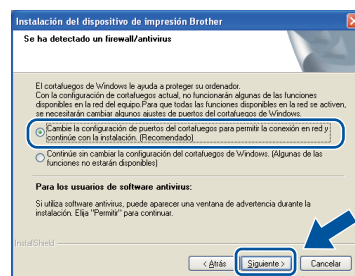 Instalación del dispositivo de impresión Brother
Se ha detectado un firewall/antivirus
El cortafuegos de Windows le ayuda a proteger su ordenador.
Con la configuración de cortafuegos actual, no funcionarán algunas de las funciones
disponibles en la red del equipo.Para que todas las funciones disponibles en la red se activen,
se necesitarán cambiar algunos ajustes de puertos del cortafuegos de Windows.
Cambie la configuración de puertos del cortafuegos para permitir la conexión en red y
continúe con la instalación. (Recomendado)
Continúe sin cambiar la configuración del cortafuegos de Windows. (Algunas de las
funciones no estarán disponibles)
Para los usuarios de software antivirus:
Si utiliza software antivirus, puede aparecer una ventana de advertencia durante la
instalación. Elija "Permitir" para continuar.
InstallShield
< Atrás Siguiente > Cancelar